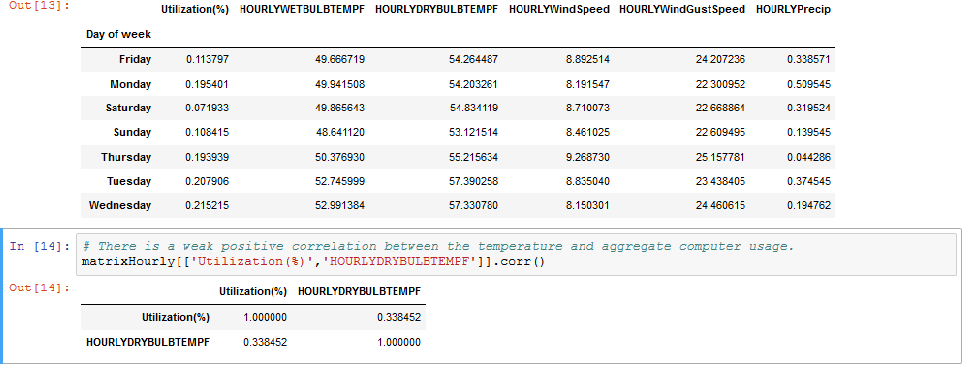 Out[13]: Utilization(%) HOURLYWETBULBTEMPF HOURLYDRYBULBTEMPF HOURLYWindSpeed HOURLYWindGustSpeed HOURLYPrecip
Day of week
Friday 0.113797 49.666719 54.264487 8.892514 24.207236 0.338571
Monday 0.195401 49.941508 54.203261 8.191547 22.300952 0.509545
Saturday 0.071933 49.865643 54.834119 8.710073 22.668864 0.319524
Sunday 0.108415 48.641120 53.121514 8.461025 22.609495 0.139545
Thursday 0.193939 50.376930 55.215634 9.268730 25.157781 0.044286
Tuesday 0.207906 52.745999 57.390258 8.835040 23.438405 0.374545
Wednesday 0.215215 52.991384 57.330780 8.150301 24.460615 0.194762
In [14]: # There is a weak positive correlation between the temperature and aggregate computer usage.
matrixHourly[['Utilization(%)','HOURLYDRYBULBTEMPF']].corr()
Out[14]: Utilization(%) HOURLYDRYBULBTEMPF
Utilization(%) 1.000000 0.338452
HOURLYDRYBULBTEMPF 0.338452 1.000000